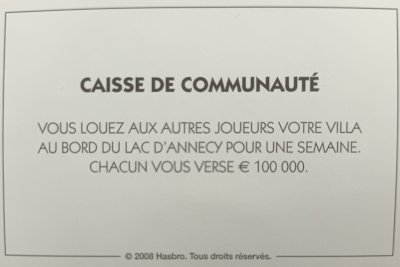 CAISSE DE COMMUNAUTÉ
VOUS LOUEZ AUX AUTRES JOUEURS VOTRE VILLA
AU BORD DU LAC D'ANNECY POUR UNE SEMAINE.
CHACUN VOUS VERSE € 100 000.
© 2008 Hasbro. Tous droits réservés.